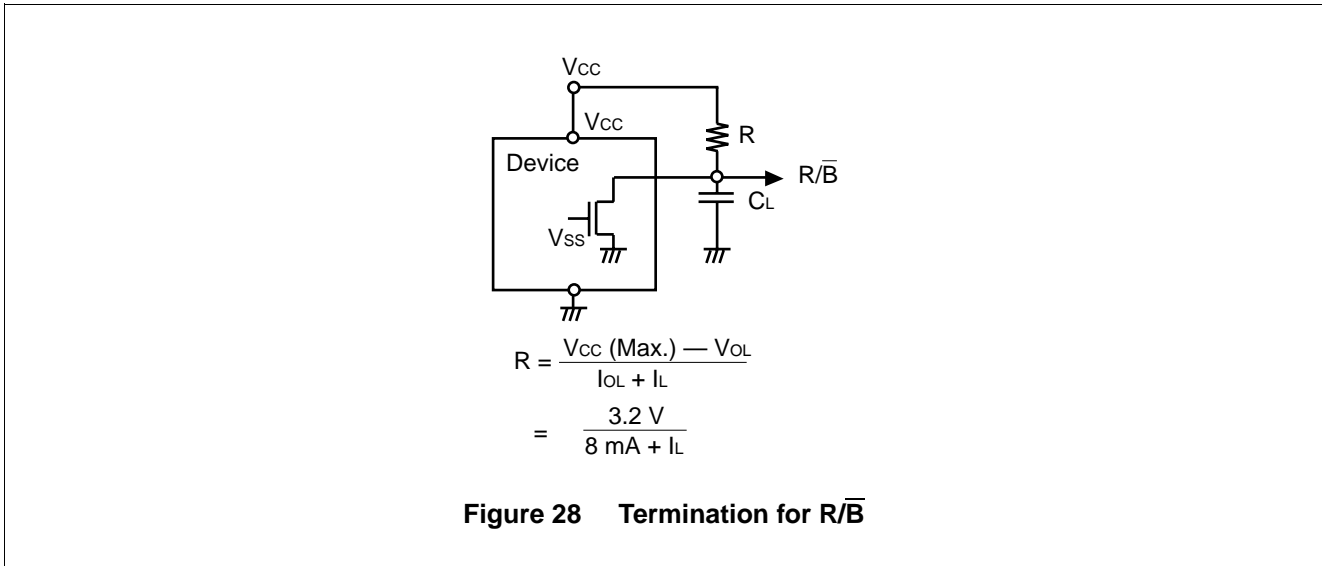 VCC
VCC
R
Device
R/B̅
CL
VSS
R = VCC (Max.) — VOL
IOL + IL
= 3.2 V
8 mA + IL
Figure 28 Termination for R/B̅